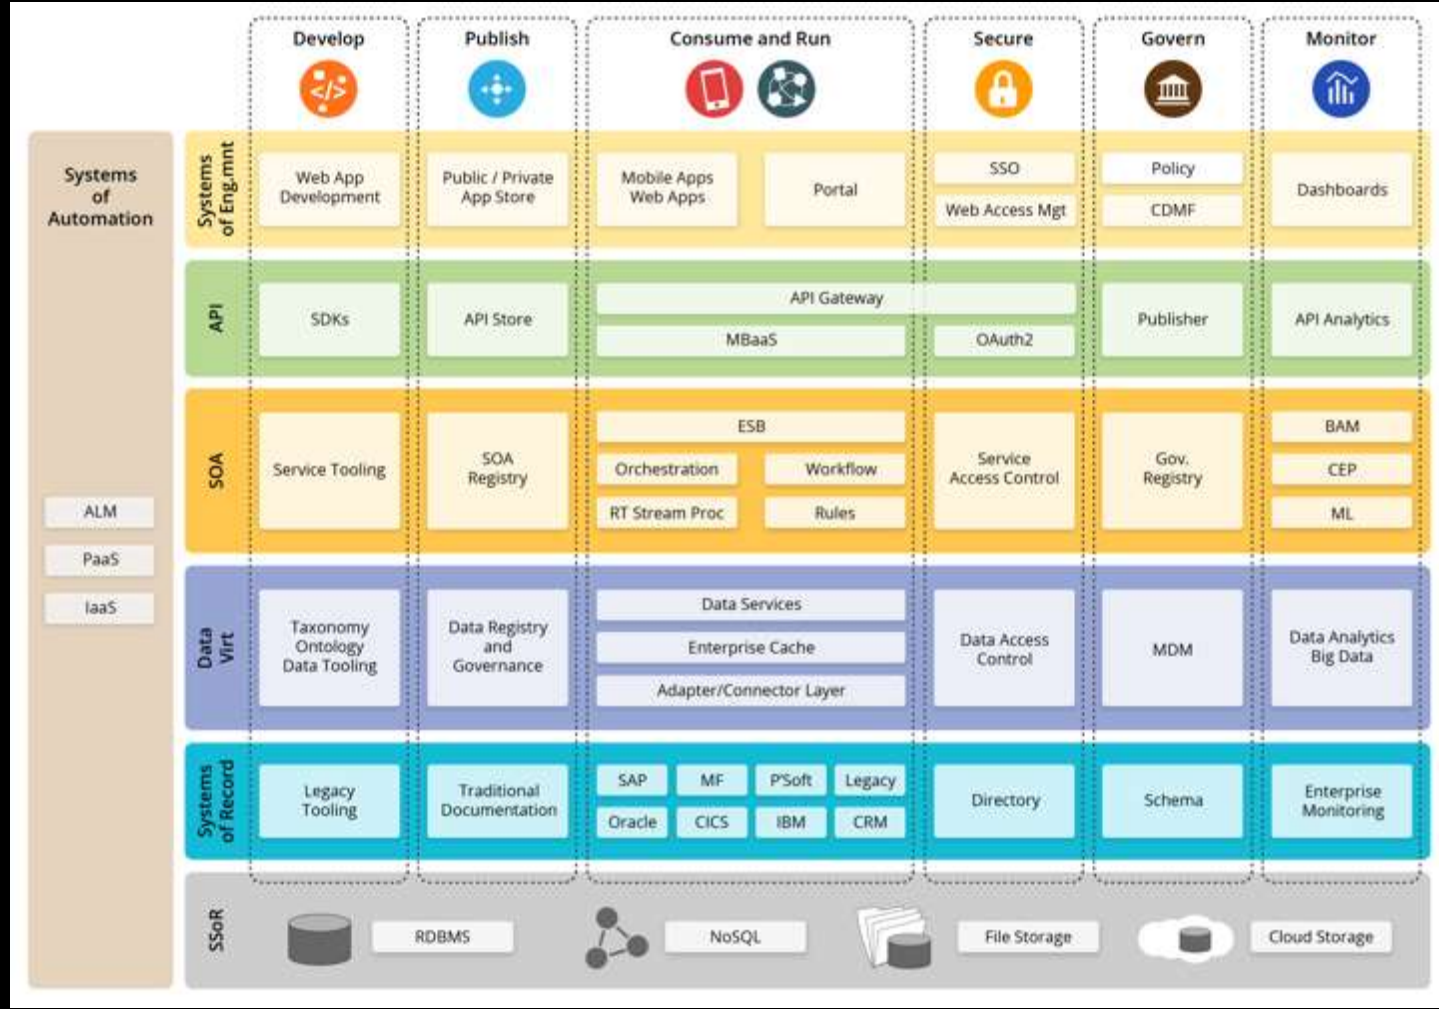 Develop
Publish
Consume and Run
Secure
Govern
Monitor
Systems
of
Automation
ALM
PaaS
IaaS
Systems
of Eng.mnt
Web App
Development
Public / Private
App Store
Mobile Apps
Web Apps
Portal
SSO
Web Access Mgt
Policy
CDMF
Dashboards
API
SDKs
API Store
API Gateway
MBaaS
OAuth2
Publisher
API Analytics
SOA
Service Tooling
SOA
Registry
ESB
Orchestration
Workflow
RT Stream Proc
Rules
Service
Access Control
Gov.
Registry
BAM
CEP
ML
Data
Virt
Taxonomy
Ontology
Data Tooling
Data Registry
and
Governance
Data Services
Enterprise Cache
Adapter/Connector Layer
Data Access
Control
MDM
Data Analytics
Big Data
Systems
of Record
Legacy
Tooling
Traditional
Documentation
SAP
MF
P'Soft
Legacy
Oracle
CICS
IBM
CRM
Directory
Schema
Enterprise
Monitoring
SSoR
RDBMS
NoSQL
File Storage
Cloud Storage